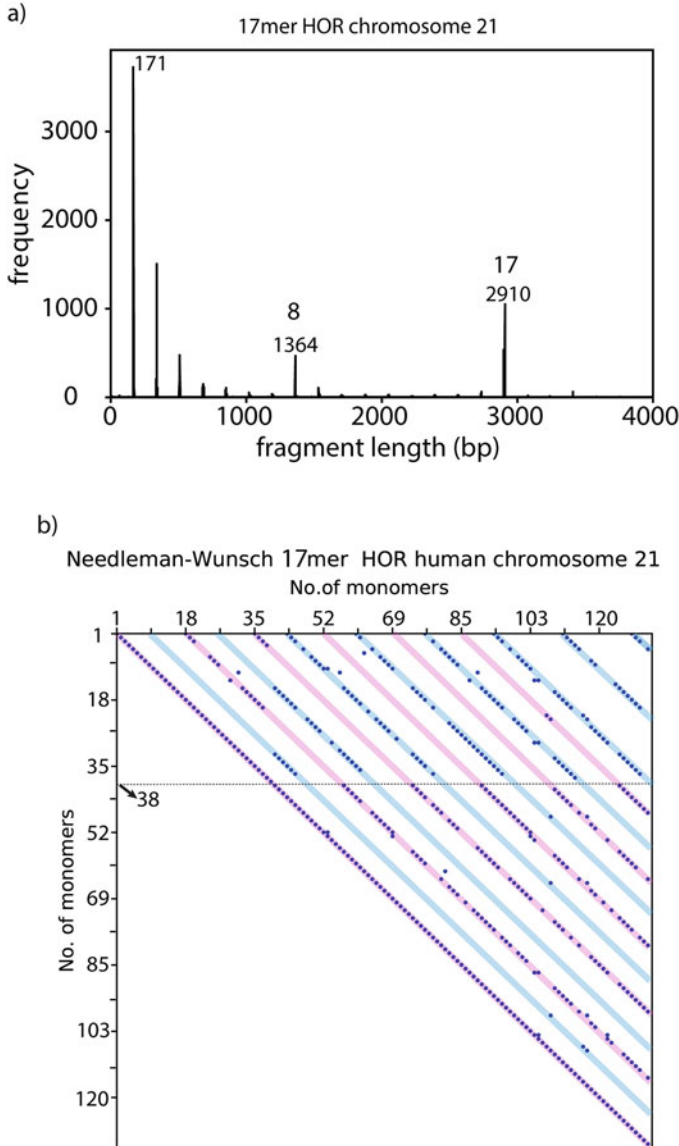 a)
17mer HOR chromosome 21
171
3000
2000
1000
0
frequency
8
1364
17
2910
0 1000 2000 3000 4000
fragment length (bp)
b)
Needleman-Wunsch 17mer HOR human chromosome 21
No.of monomers
1 18 35 52 69 85 103 120
1
18
35
38
52
69
85
103
120
No. of monomers